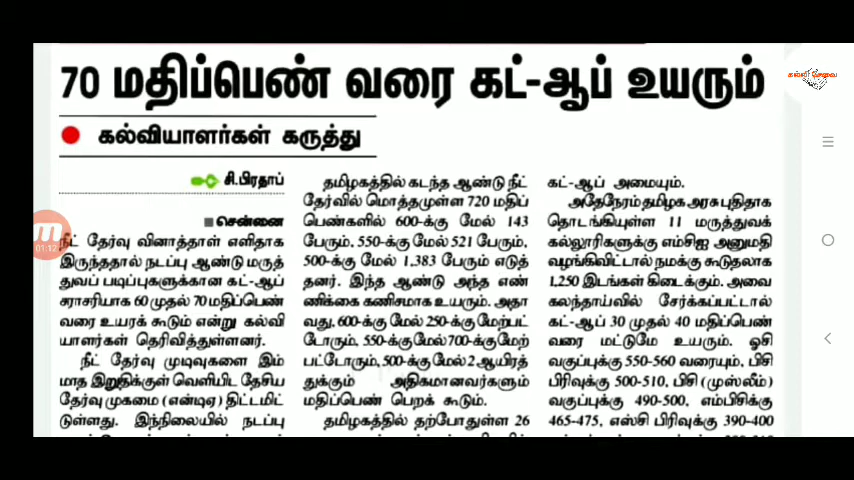 70 மதிப்பெண் வரை கட்-ஆப் உயரும்
கல்வியாளர்கள் கருத்து
சி.பிரதாப்
சென்னை
நீட் தேர்வு வினாத்தாள் எளிதாக
இருந்ததால் நடப்பு ஆண்டு மருத்
துவப் படிப்புகளுக்கான கட்-ஆப்
சராசரியாக 60 முதல் 70 மதிப்பெண்
வரை உயரக் கூடும் என்று கல்வி
யாளர்கள் தெரிவித்துள்ளனர்.
நீட் தேர்வு முடிவுகளை இம்
மாத இறுதிக்குள் வெளியிட தேசிய
தேர்வு முகமை (என்டிஏ) திட்டமிட்
டுள்ளது. இந்நிலையில் நடப்பு
தமிழகத்தில் கடந்த ஆண்டு நீட்
தேர்வில் மொத்தமுள்ள 720 மதிப்
பெண்களில் 600-க்கு மேல் 143
பேரும், 550-க்கு மேல் 521 பேரும்,
500-க்கு மேல் 1,383 பேரும் எடுத்
தனர். இந்த ஆண்டு அந்த எண்
ணிக்கை கணிசமாக உயரும். அதா
வது, 600-க்கு மேல் 250-க்கு மேற்பட்
டோரும், 550-க்கு மேல் 700-க்கு மேற்
பட்டோரும், 500-க்கு மேல் 2 ஆயிரத்
துக்கும் அதிகமானவர்களும்
மதிப்பெண் பெறக் கூடும்.
தமிழகத்தில் தற்போதுள்ள 26
கட்-ஆப் அமையும்.
அதேநேரம் தமிழக அரசு புதிதாக
தொடங்கியுள்ள 11 மருத்துவக்
கல்லூரிகளுக்கு எம்சிஐ அனுமதி
வழங்கிவிட்டால் நமக்கு கூடுதலாக
1,250 இடங்கள் கிடைக்கும். அவை
கலந்தாய்வில் சேர்க்கப்பட்டால்
கட்-ஆப் 30 முதல் 40 மதிப்பெண்
வரை மட்டுமே உயரும். ஓசி
வகுப்புக்கு 550-560 வரையும், பிசி
பிரிவுக்கு 500-510, பிசி (முஸ்லீம்)
வகுப்புக்கு 490-500, எம்பிசிக்கு
465-475, எஸ்சி பிரிவுக்கு 390-400
கல்வி சேவை
01:12